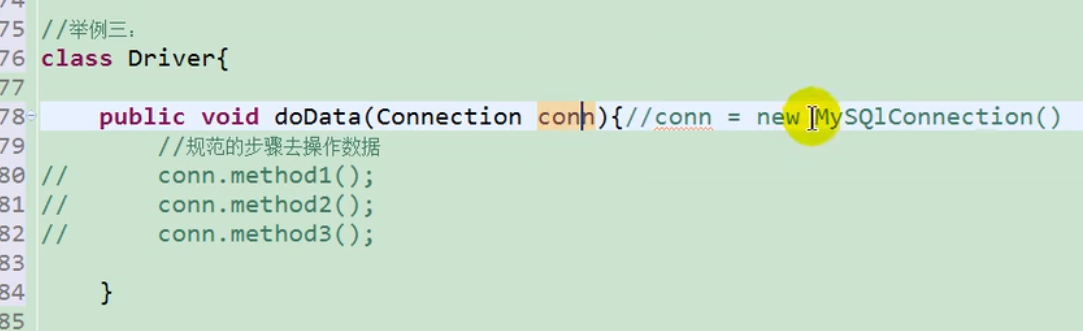 74
75 //举例三:
76 class Driver{
77
78 public void doData(Connection conn){//conn = new MySQlConnection()
79 //规范的步骤去操作数据
80 // conn.method1();
81 // conn.method2();
82 // conn.method3();
83
84 }
85